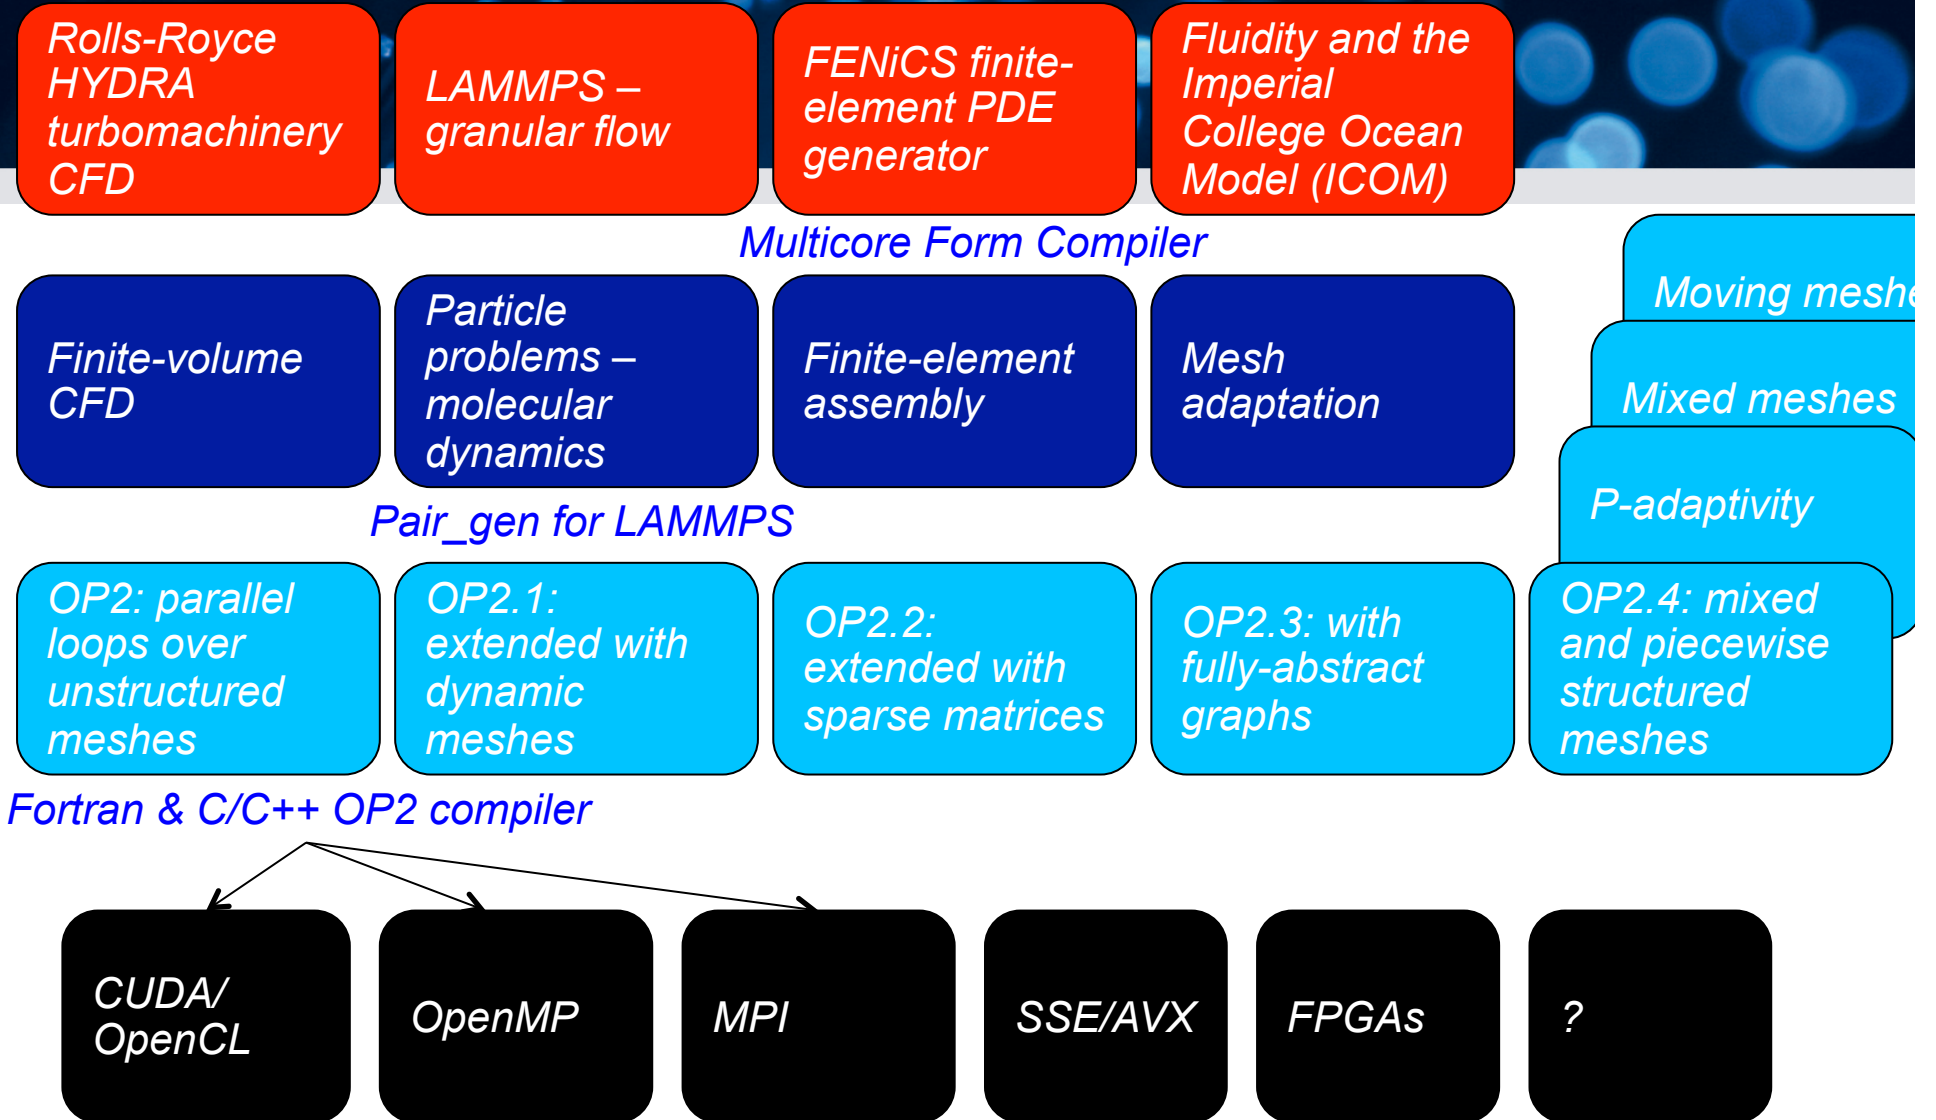 Rolls-Royce
HYDRA
turbomachinery
CFD
LAMMPS –
granular flow
FENiCS finite-
element PDE
generator
Fluidity and the
Imperial
College Ocean
Model (ICOM)
Multicore Form Compiler
Finite-volume
CFD
Particle
problems –
molecular
dynamics
Finite-element
assembly
Mesh
adaptation
Moving meshe
Mixed meshes
P-adaptivity
Pair_gen for LAMMPS
OP2: parallel
loops over
unstructured
meshes
OP2.1:
extended with
dynamic
meshes
OP2.2:
extended with
sparse matrices
OP2.3: with
fully-abstract
graphs
OP2.4: mixed
and piecewise
structured
meshes
Fortran & C/C++ OP2 compiler
CUDA/
OpenCL
OpenMP
MPI
SSE/AVX
FPGAs
?